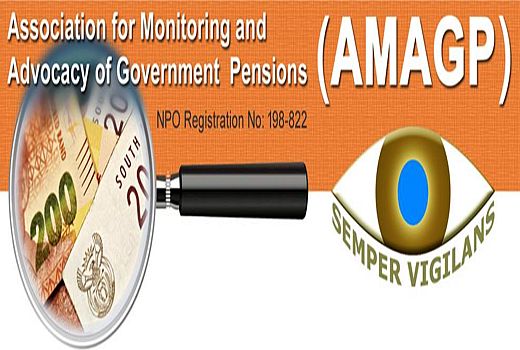 Association for Monitoring and
Advocacy of Government Pensions
(AMAGP)
NPO Registration No: 198-822
200
SOUTH
20
20
SEMPER VIGILANS